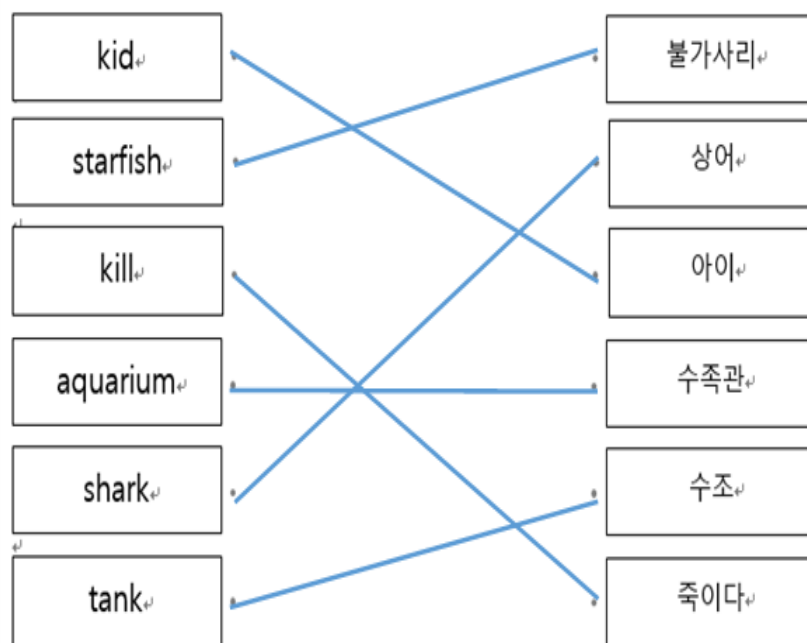 kid
불가사리
starfish
상어
kill
아이
aquarium
수족관
shark
수조
tank
죽이다